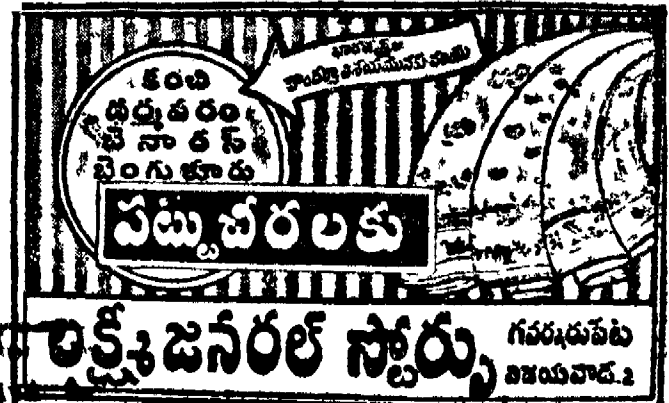 కంచి
ధర్మవరం
బెనారస్
బెంగుళూరు
పట్టుచీరలకు
లక్ష్మీ జనరల్ స్టోర్సు
గవర్నరుపేట
విజయవాడ-2